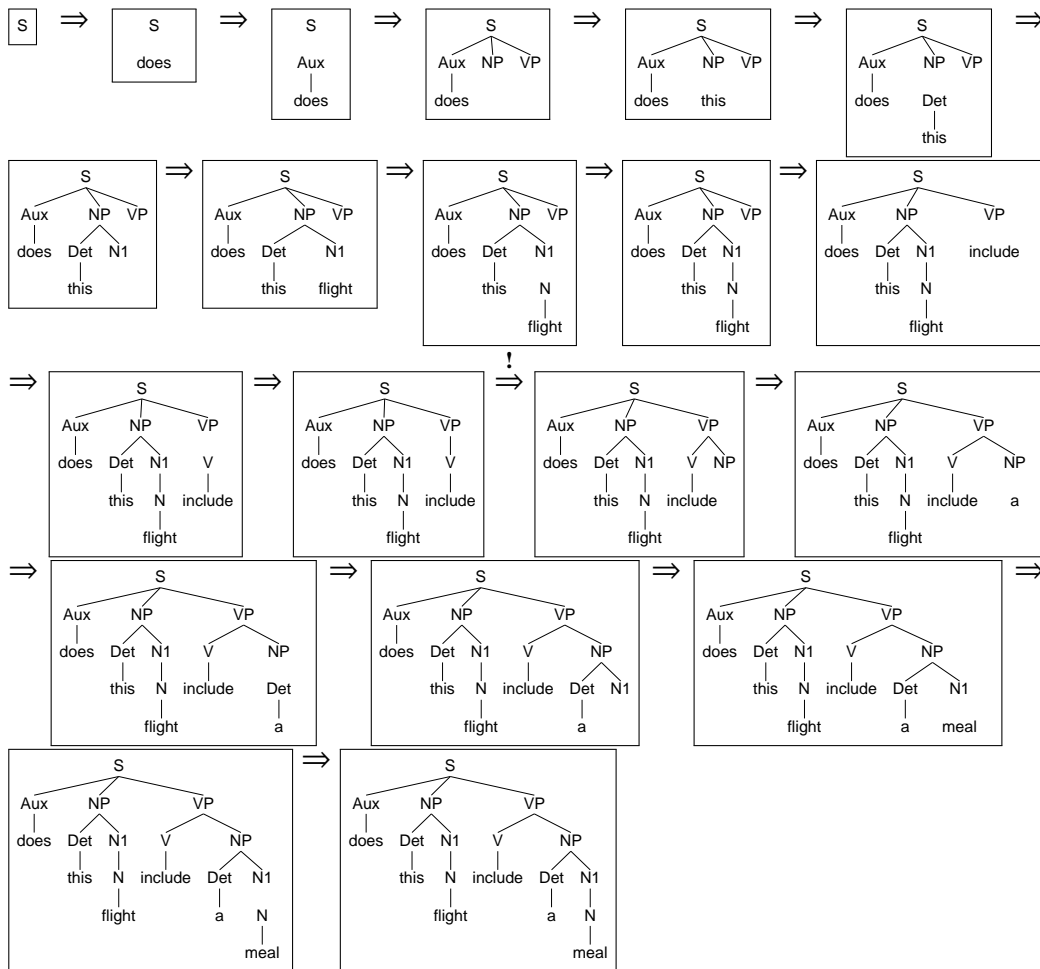 S ⇒ S ⇒ S ⇒ S ⇒ S ⇒ S ⇒
does Aux Aux NP VP Aux NP VP Aux NP VP
does does does this does Det
this
S ⇒ S ⇒ S ⇒ S ⇒ S
Aux NP VP Aux NP VP Aux NP VP Aux NP VP Aux NP VP
does Det N1 does Det N1 does Det N1 does Det N1 does Det N1 include
this this flight this N this N this N
flight flight flight
!
⇒ S ⇒ S ⇒ S ⇒ S
Aux NP VP Aux NP VP Aux NP VP Aux NP VP
does Det N1 V does Det N1 V does Det N1 V NP does Det N1 V NP
this N include this N include this N include this N include a
flight flight flight flight
⇒ S ⇒ S ⇒ S ⇒
Aux NP VP Aux NP VP Aux NP VP
does Det N1 V NP does Det N1 V NP does Det N1 V NP
this N include Det this N include Det N1 this N include Det N1
flight a flight a flight a meal
S ⇒ S
Aux NP VP Aux NP VP
does Det N1 V NP does Det N1 V NP
this N include Det N1 this N include Det N1
flight a N flight a N
meal meal